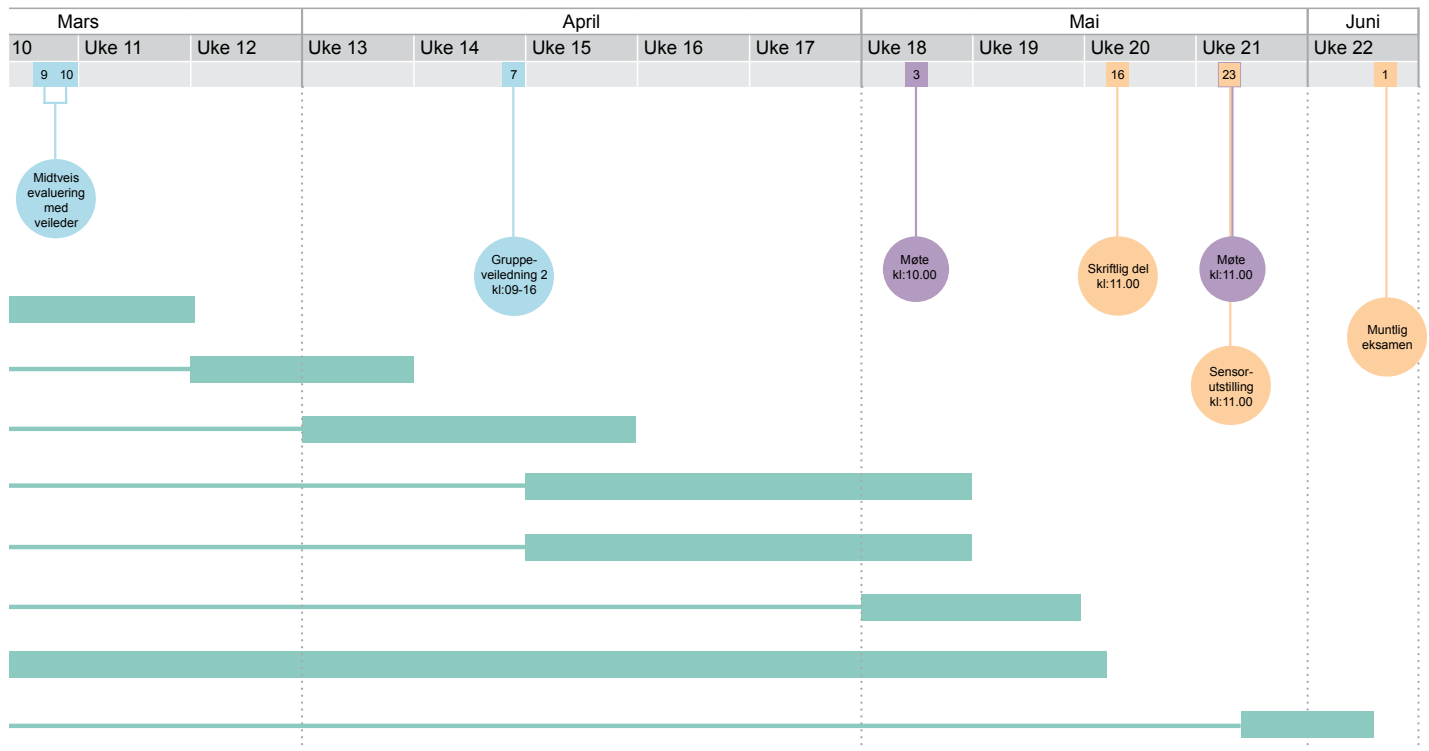 Mars April Mai Juni
10 Uke 11 Uke 12 Uke 13 Uke 14 Uke 15 Uke 16 Uke 17 Uke 18 Uke 19 Uke 20 Uke 21 Uke 22
9 10 7 3 16 23 1
Midtveis
evaluering
med
veileder
Gruppe-
veiledning 2
kl:09-16
Møte
kl:10.00
Skriftlig del
kl:11.00
Møte
kl:11.00
Sensor-
utstilling
kl:11.00
Muntlig
eksamen